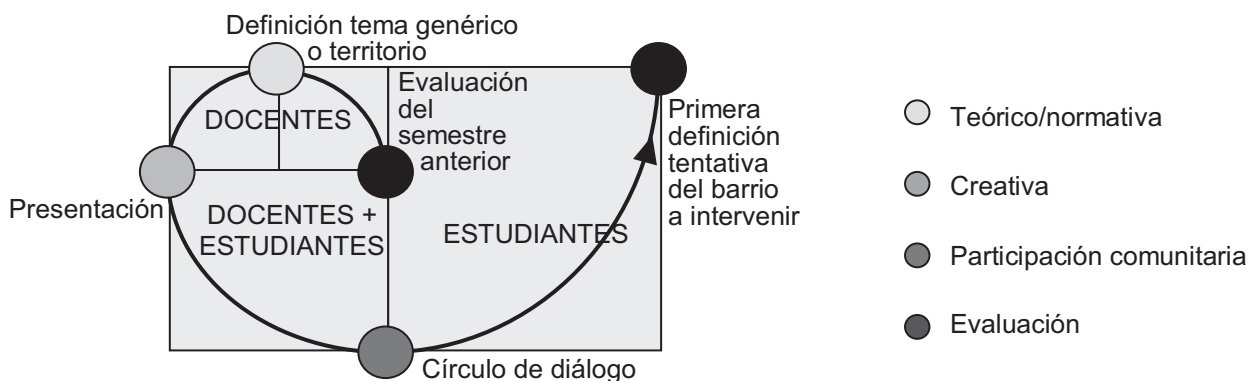 Definición tema genérico
o territorio
DOCENTES
Evaluación
del
semestre
anterior
Primera
definición
tentativa
del barrio
a intervenir
Presentación
DOCENTES +
ESTUDIANTES
ESTUDIANTES
Círculo de diálogo
Teórico/normativa
Creativa
Participación comunitaria
Evaluación